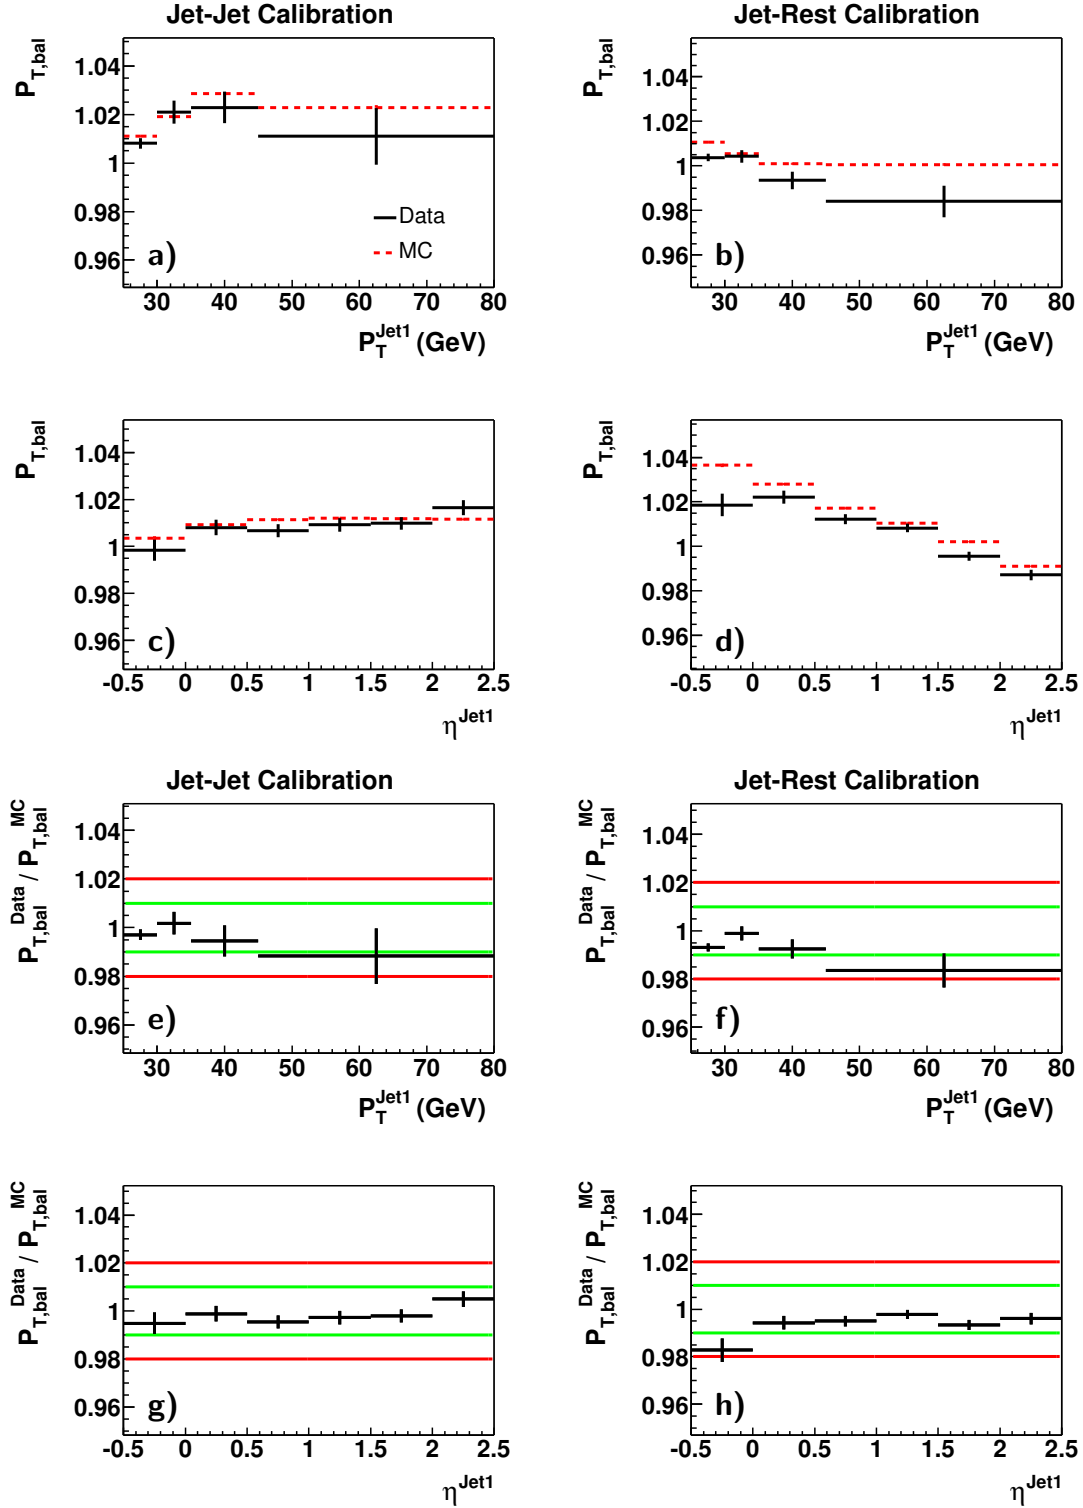 Jet-Jet Calibration
P_T,bal
1.04
1.02
1
0.98
0.96
Data
MC
a)
30 40 50 60 70 80
P_T^Jet1 (GeV)
Jet-Rest Calibration
P_T,bal
1.04
1.02
1
0.98
0.96
b)
30 40 50 60 70 80
P_T^Jet1 (GeV)
P_T,bal
1.04
1.02
1
0.98
0.96
c)
-0.5 0 0.5 1 1.5 2 2.5
η^Jet1
P_T,bal
1.04
1.02
1
0.98
0.96
d)
-0.5 0 0.5 1 1.5 2 2.5
η^Jet1
Jet-Jet Calibration
P_T,bal^Data / P_T,bal^MC
1.04
1.02
1
0.98
0.96
e)
30 40 50 60 70 80
P_T^Jet1 (GeV)
Jet-Rest Calibration
P_T,bal^Data / P_T,bal^MC
1.04
1.02
1
0.98
0.96
f)
30 40 50 60 70 80
P_T^Jet1 (GeV)
P_T,bal^Data / P_T,bal^MC
1.04
1.02
1
0.98
0.96
g)
-0.5 0 0.5 1 1.5 2 2.5
η^Jet1
P_T,bal^Data / P_T,bal^MC
1.04
1.02
1
0.98
0.96
h)
-0.5 0 0.5 1 1.5 2 2.5
η^Jet1